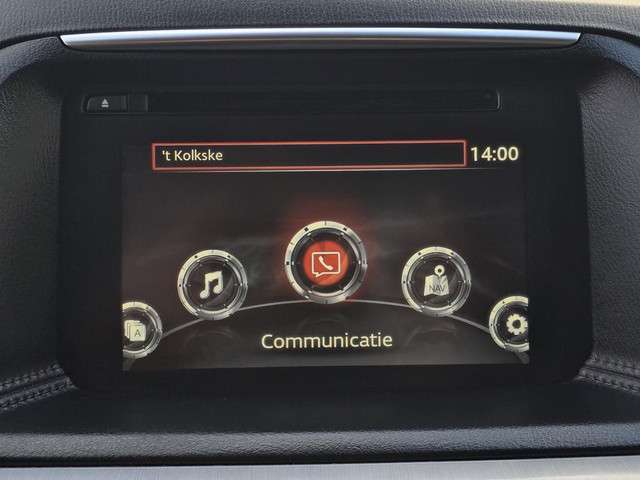 't Kolkske
14:00
NAV
A
Communicatie